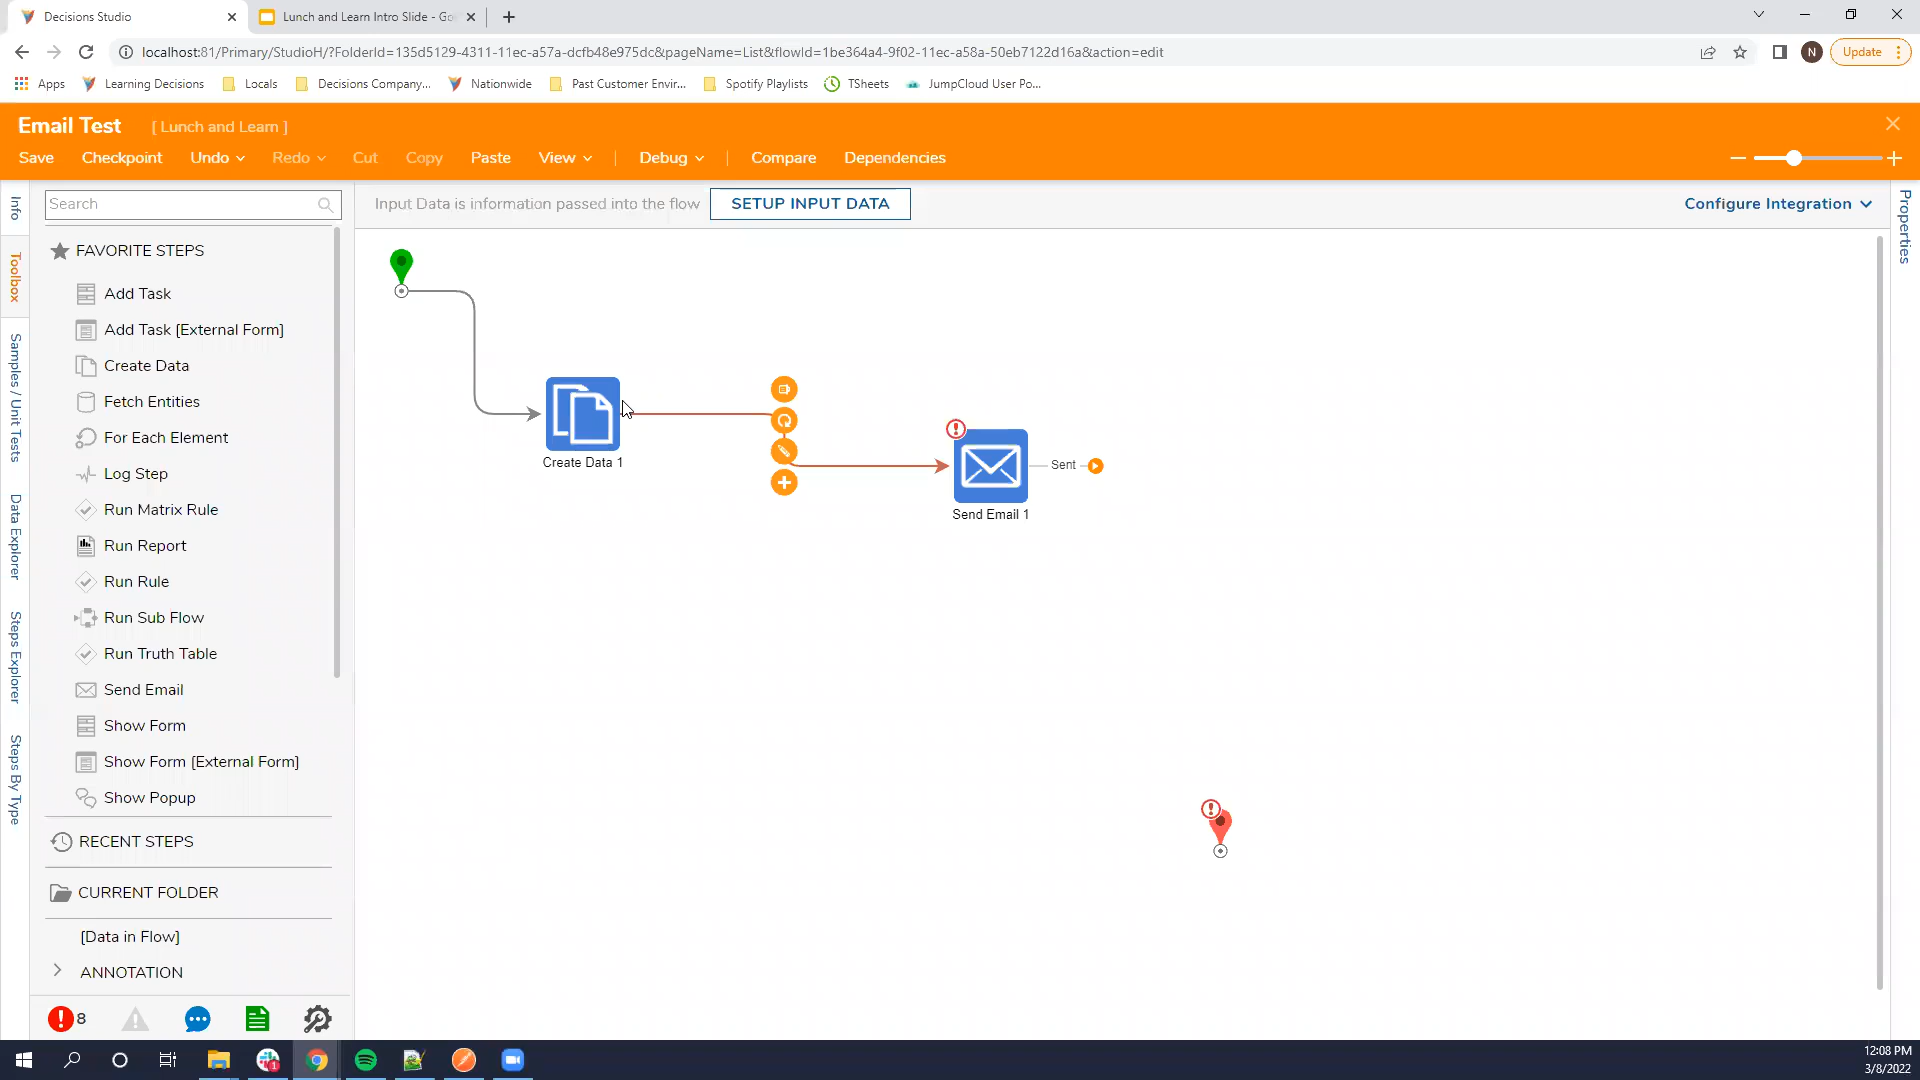 Decisions Studio
Lunch and Learn Intro Slide - Go
localhost:81/Primary/StudioH/?FolderId=135d5129-4311-11ec-a57a-dcfb48e975dc&pageName=List&flowId=1be364a4-9f02-11ec-a58a-50eb7122d16a&action=edit
N
Update
Apps
Learning Decisions
Locals
Decisions Company...
Nationwide
Past Customer Envir...
Spotify Playlists
TSheets
JumpCloud User Po...
Email Test
[ Lunch and Learn ]
Save
Checkpoint
Undo
Redo
Cut
Copy
Paste
View
Debug
Compare
Dependencies
Info
Toolbox
Samples / Unit Tests
Data Explorer
Steps Explorer
Steps By Type
Search
FAVORITE STEPS
Add Task
Add Task [External Form]
Create Data
Fetch Entities
For Each Element
Log Step
Run Matrix Rule
Run Report
Run Rule
Run Sub Flow
Run Truth Table
Send Email
Show Form
Show Form [External Form]
Show Popup
RECENT STEPS
CURRENT FOLDER
[Data in Flow]
ANNOTATION
8
Input Data is information passed into the flow
SETUP INPUT DATA
Configure Integration
Properties
Create Data 1
Send Email 1
Sent
1
12:08 PM
3/8/2022